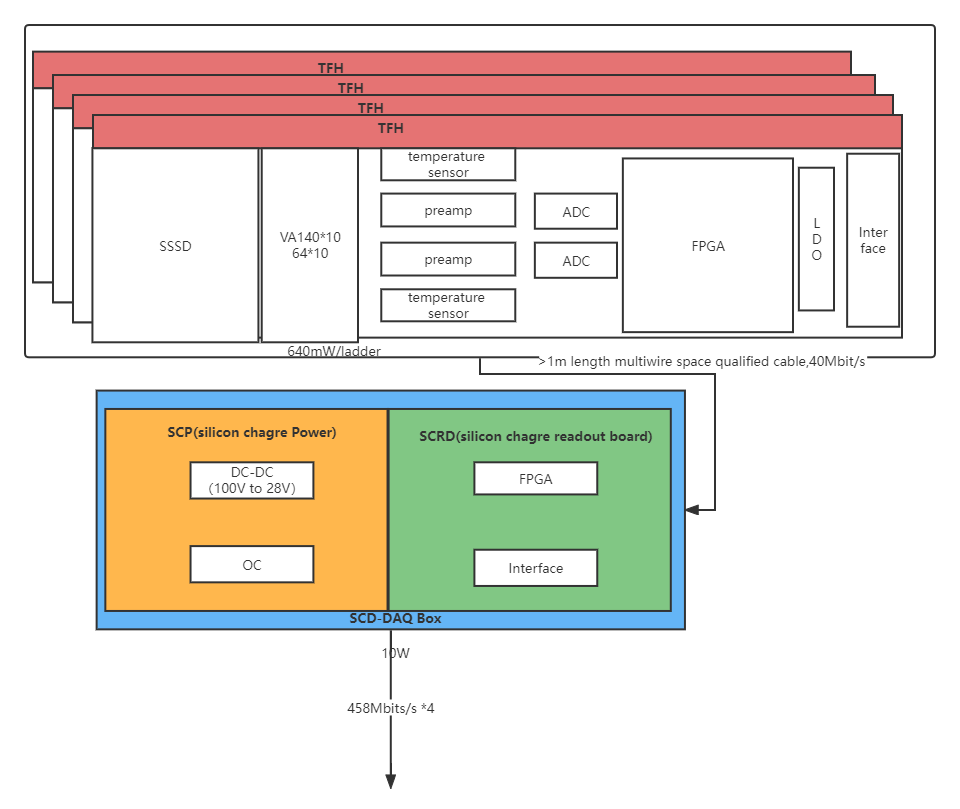 TFH
TFH
TFH
TFH
SSSD
VA140*10
64*10
temperature
sensor
preamp
preamp
temperature
sensor
ADC
ADC
FPGA
L
D
O
Inter
face
640mW/ladder
>1m length multiwire space qualified cable,40Mbit/s
SCP(silicon chagre Power)
DC-DC
(100V to 28V)
OC
SCRD(silicon chagre readout board)
FPGA
Interface
SCD-DAQ Box
10W
458Mbits/s *4